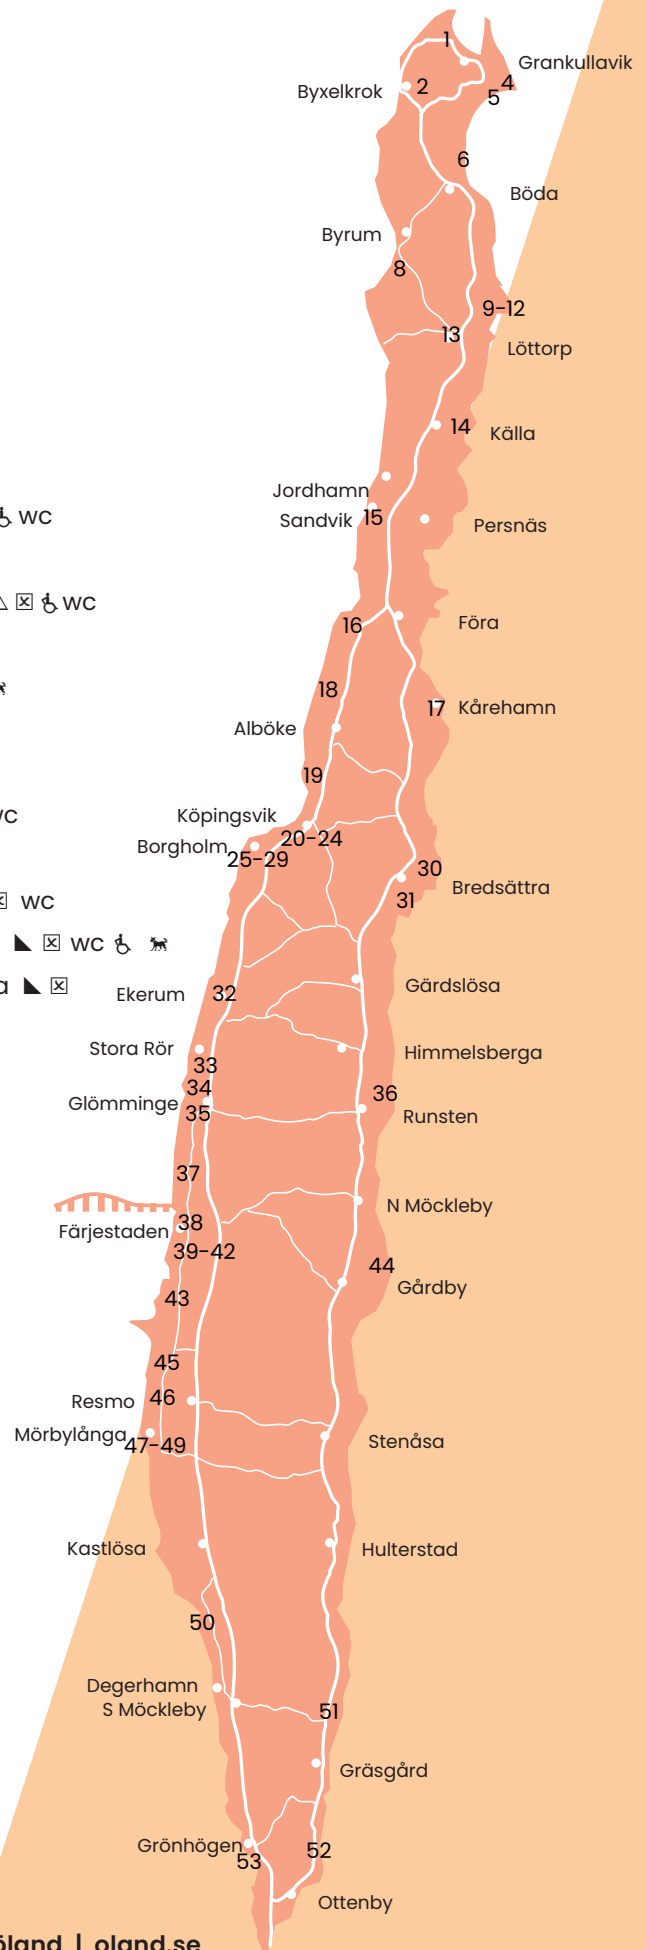 1
Grankullavik
4
Byxelkrok 2
5
6
Böda
Byrum
8
9-12
13
Löttorp
14 Källa
Jordhamn
Sandvik 15
Persnäs
WC
WC
16
Föra
18
17 Kårehamn
Alböke
19
Köpingsvik
20-24
Borgholm
25-29
30
Bredsättra
31
WC
WC
Ekerum 32
Gärdslösa
Stora Rör
Himmelsberga
33
34
36
Glömminge
35
Runsten
37
N Möckleby
38
Färjestaden
39-42
44
Gårdby
43
45
Resmo 46
Mörbylånga
47-49
Stenåsa
Kastlösa
Hulterstad
50
Degerhamn
S Möckleby
51
Gräsgård
Grönhögen
52
53
Ottenby
öland | oland.se